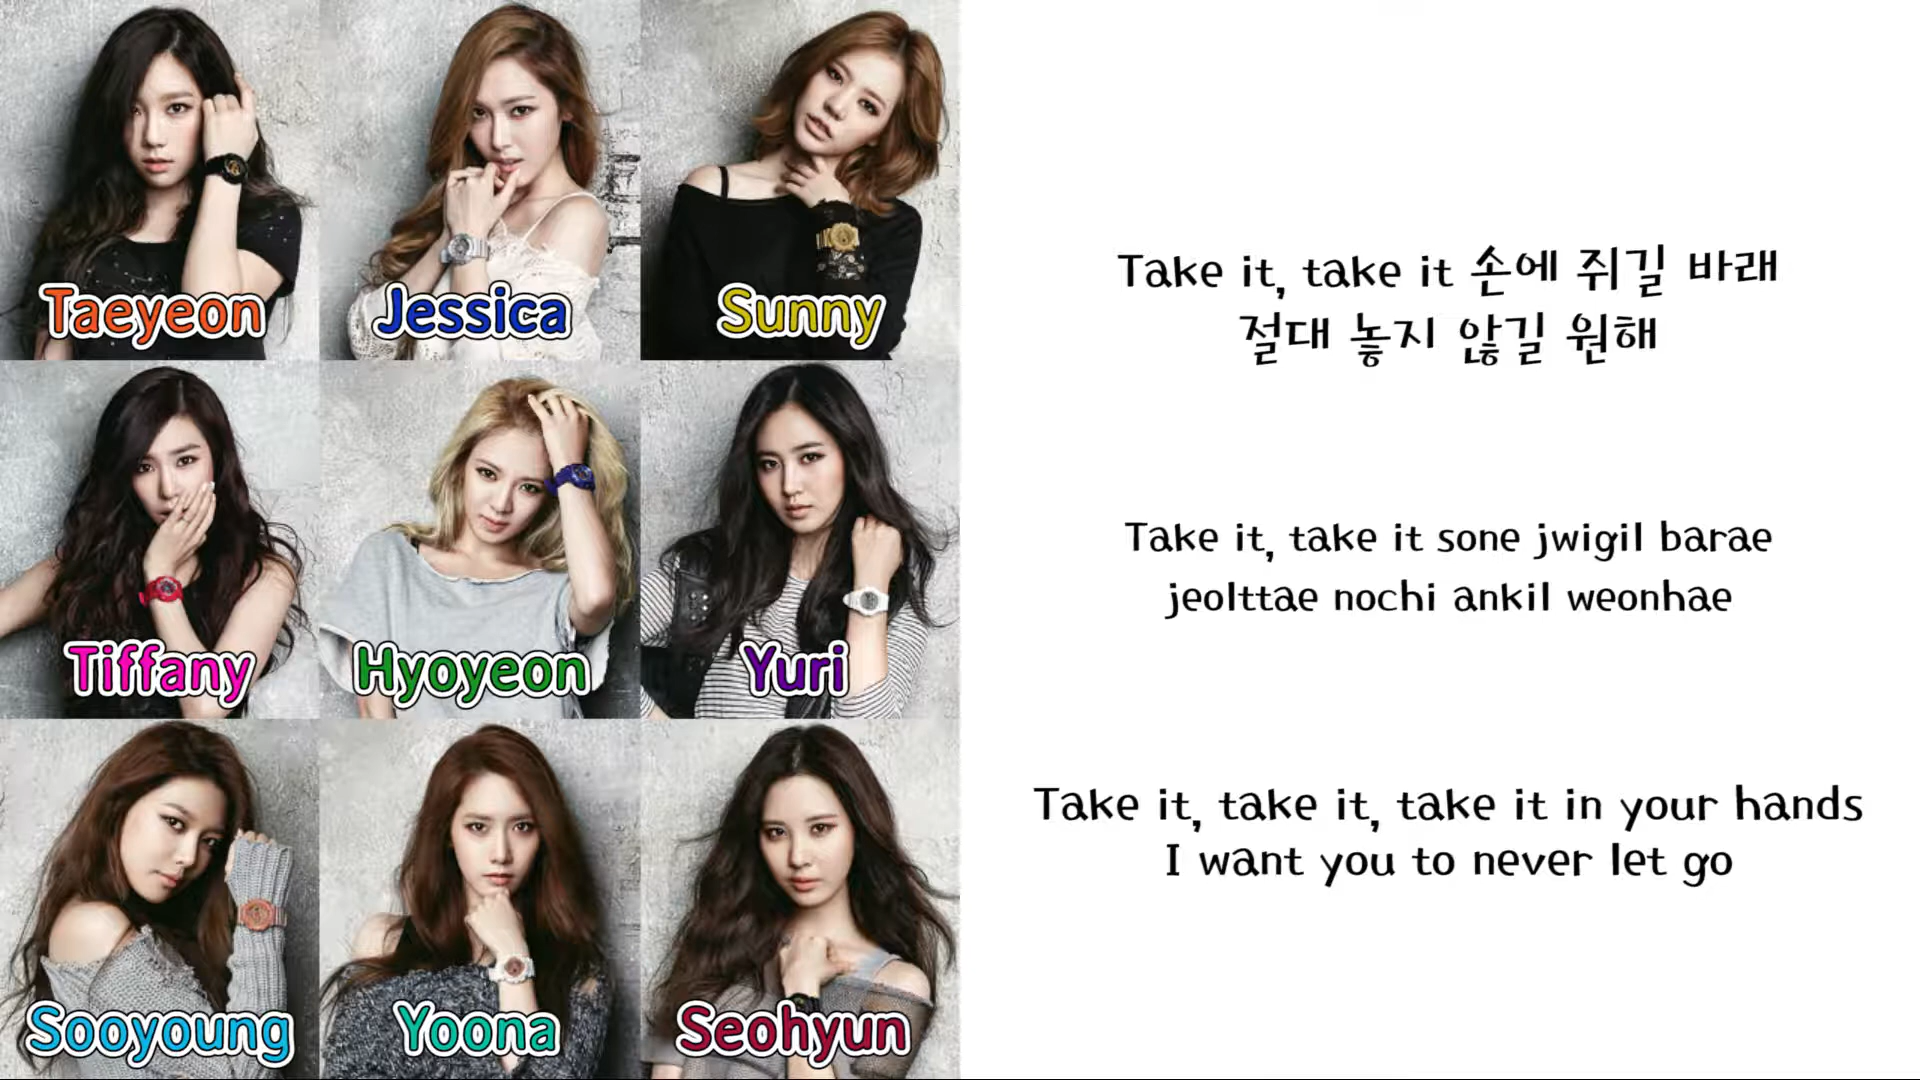 Taeyeon
Jessica
Sunny
Tiffany
Hyoyeon
Yuri
Sooyoung
Yoona
Seohyun
Take it, take it 손에 쥐길 바래
절대 놓지 않길 원해
Take it, take it sone jwigil barae
jeolttae nochi ankil weonhae
Take it, take it, take it in your hands
I want you to never let go